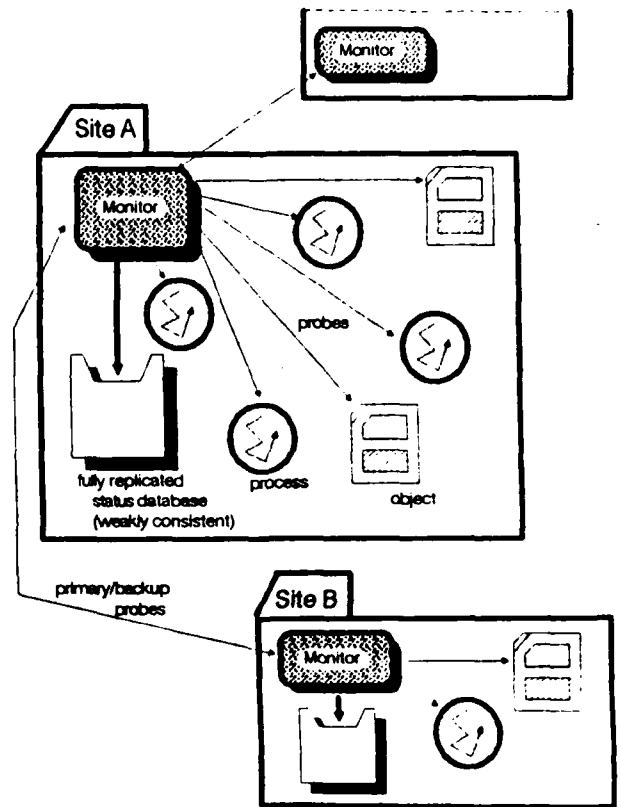 Monitor
Site A
Monitor
probes
process
object
fully replicated
status database
(weakly consistent)
primary/backup
probes
Site B
Monitor